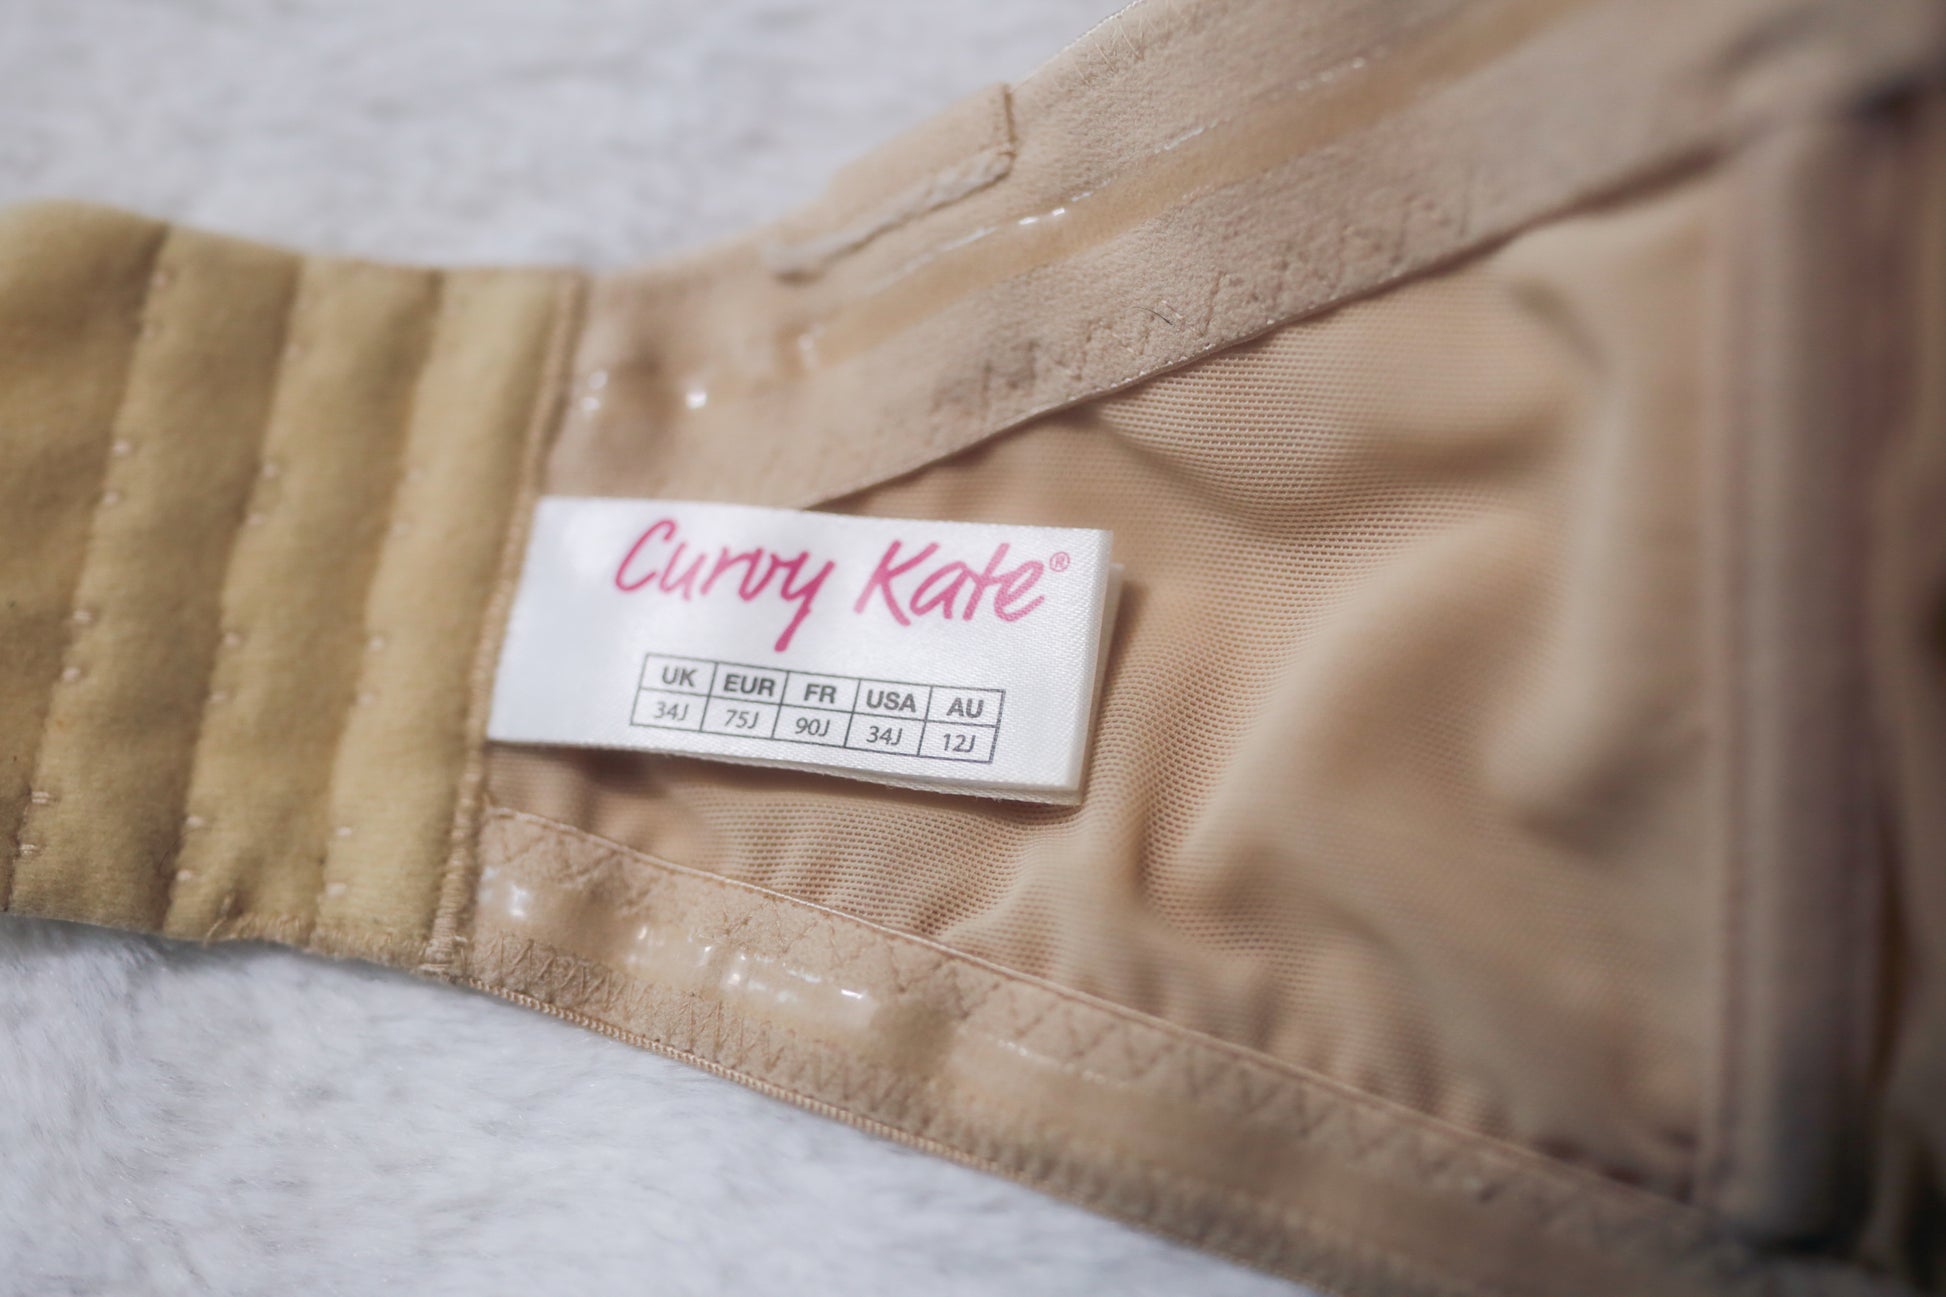 Curvy Kate®
UK EUR FR USA AU
34J 75J 90J 34J 12J